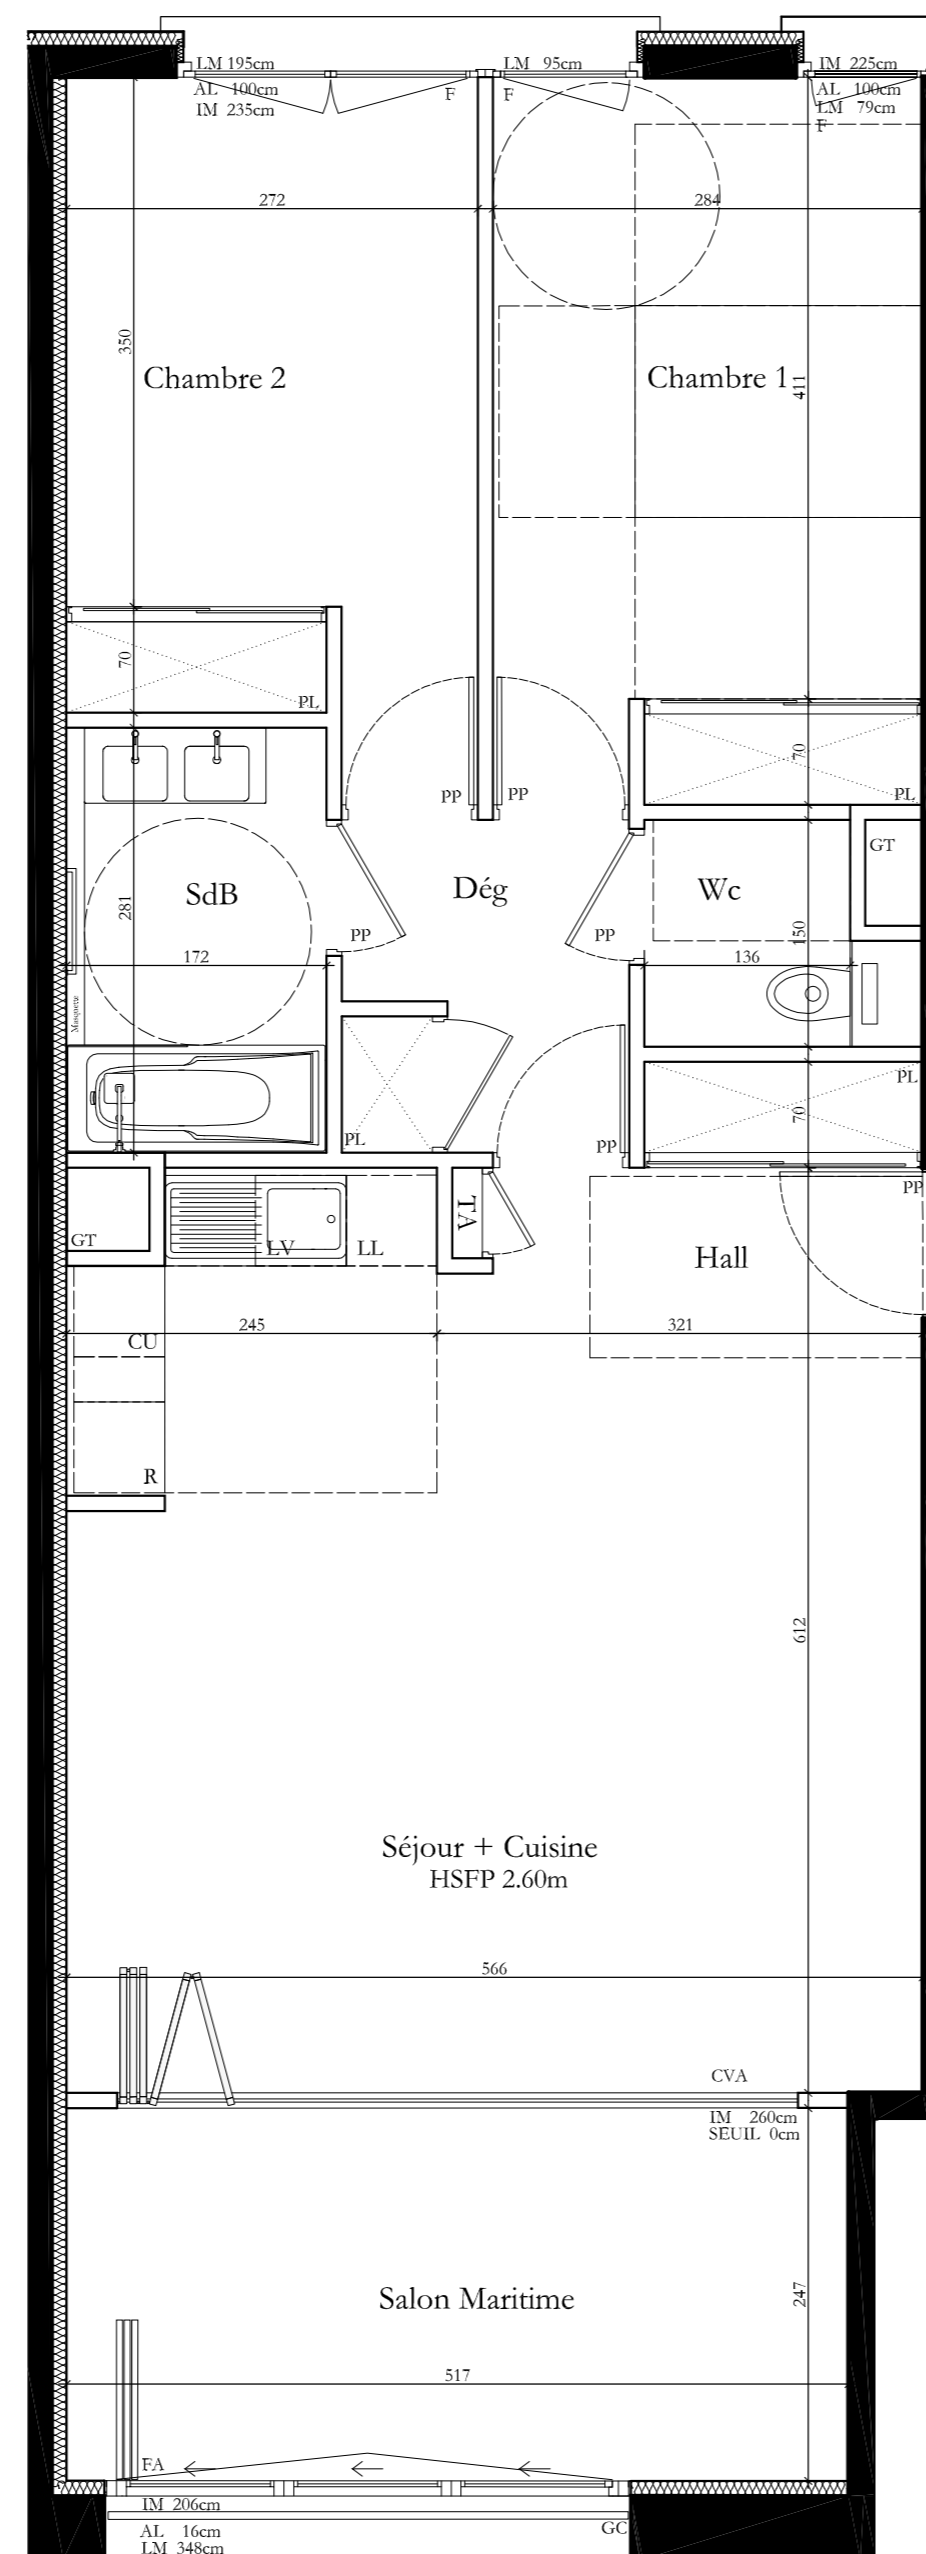 LM 195cm
AL 100cm
IM 235cm
F
LM 95cm
F
IM 225cm
AL 100cm
LM 79cm
F
272
284
350
Chambre 2
Chambre 1
411
70
PL
70
PL
PP
PP
GT
SdB
Dég
Wc
281
172
PP
PP
150
136
Masquette
PL
PL
70
PP
PP
GT
LV
LL
TA
Hall
CU
245
321
R
612
Séjour + Cuisine
HSFP 2.60m
566
CVA
IM 260cm
SEUIL 0cm
Salon Maritime
247
517
FA
IM 206cm
AL 16cm
LM 348cm
GC